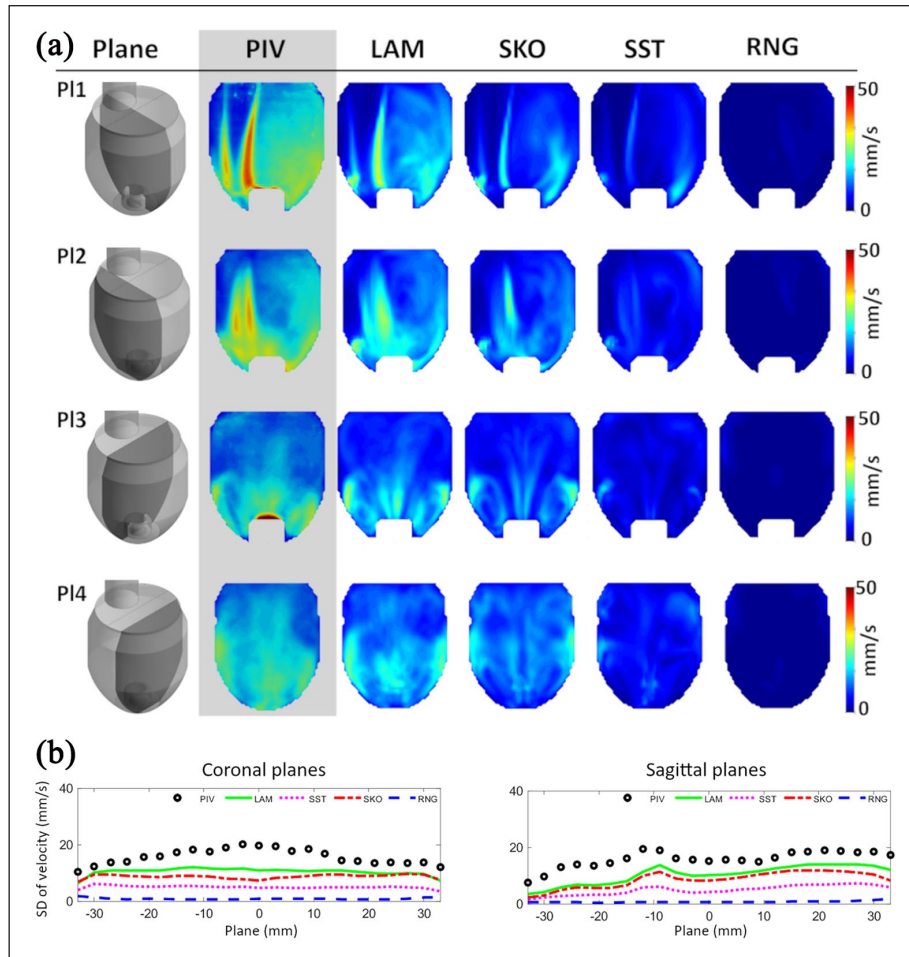 (a)
Plane PIV LAM SKO SST RNG
Pl1
50
mm/s
0
Pl2
50
mm/s
0
Pl3
50
mm/s
0
Pl4
50
mm/s
0
(b)
Coronal planes
40
20
0
SD of velocity (mm/s)
PIV LAM SST SKO RNG
-30 -20 -10 0 10 20 30
Plane (mm)
Sagittal planes
40
20
0
PIV LAM SST SKO RNG
-30 -20 -10 0 10 20 30
Plane (mm)